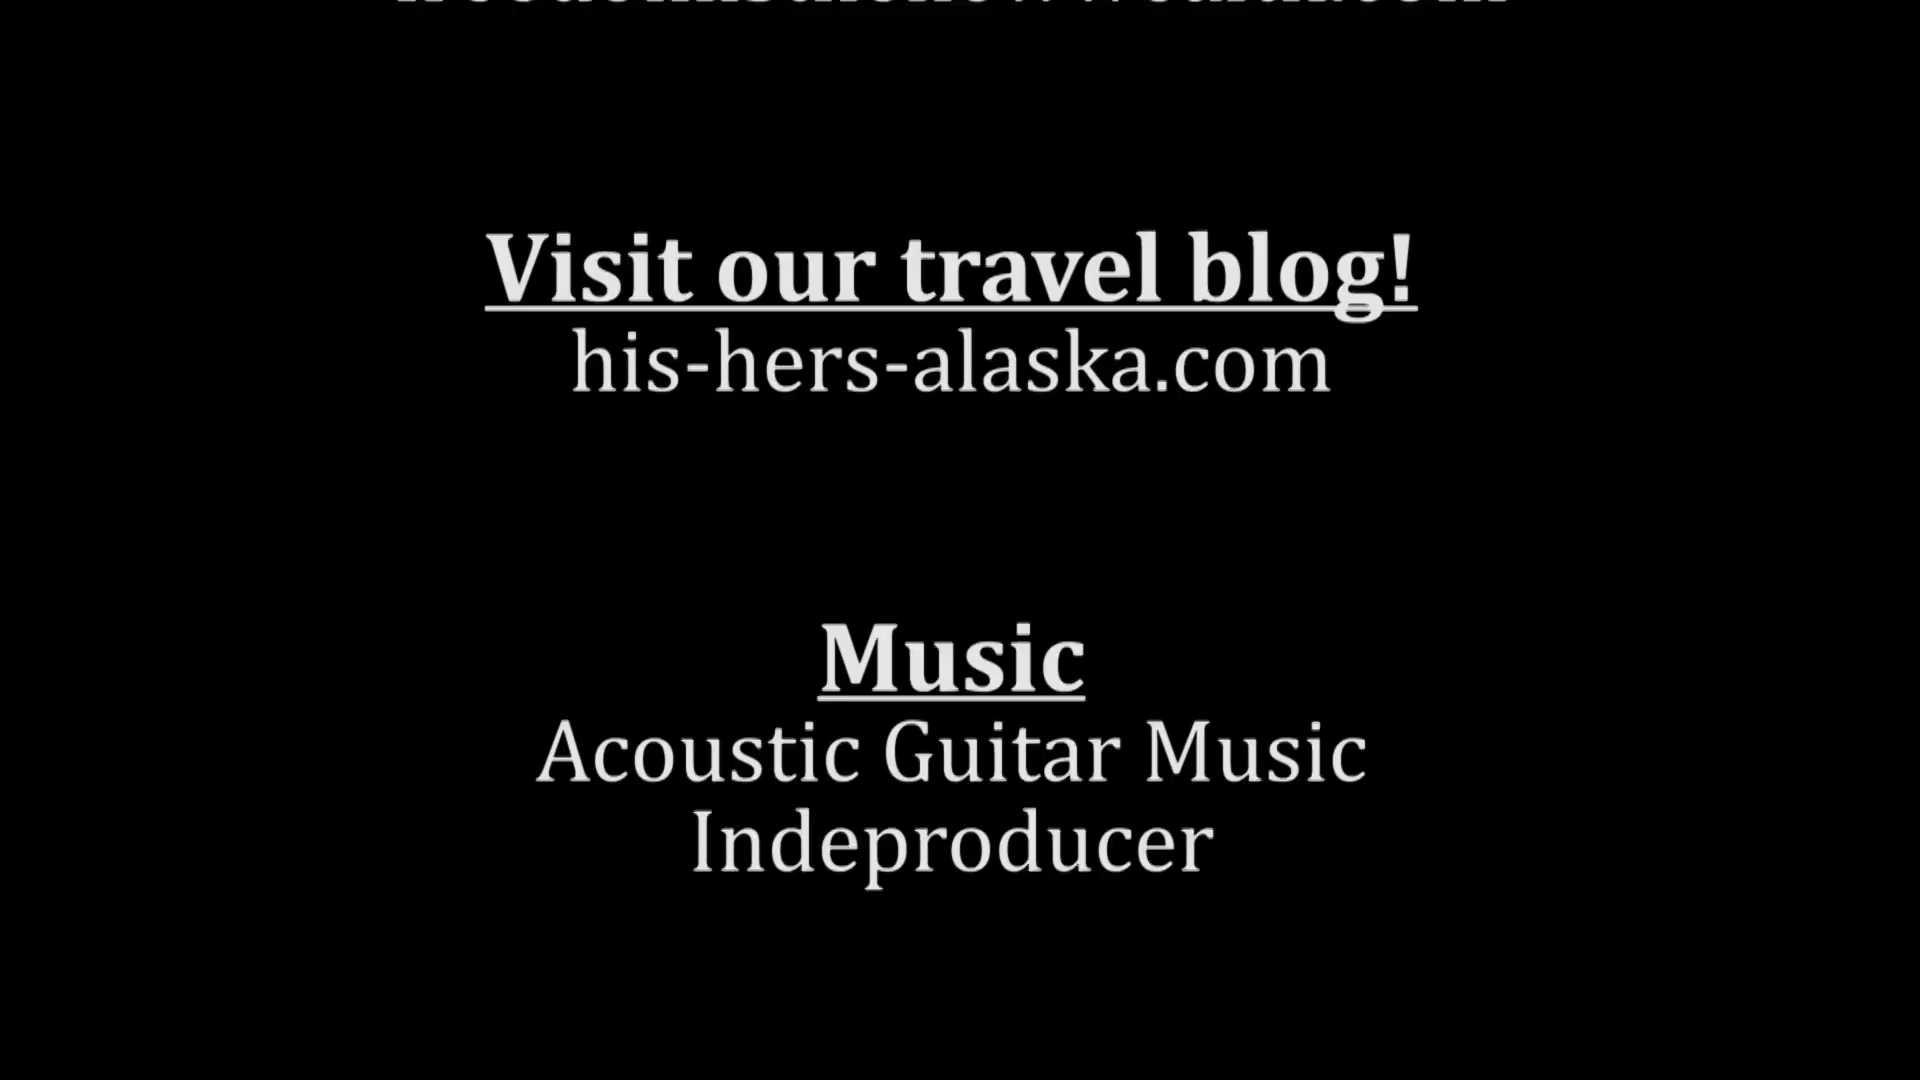 Visit our travel blog!
his-hers-alaska.com
Music
Acoustic Guitar Music
Indeproducer